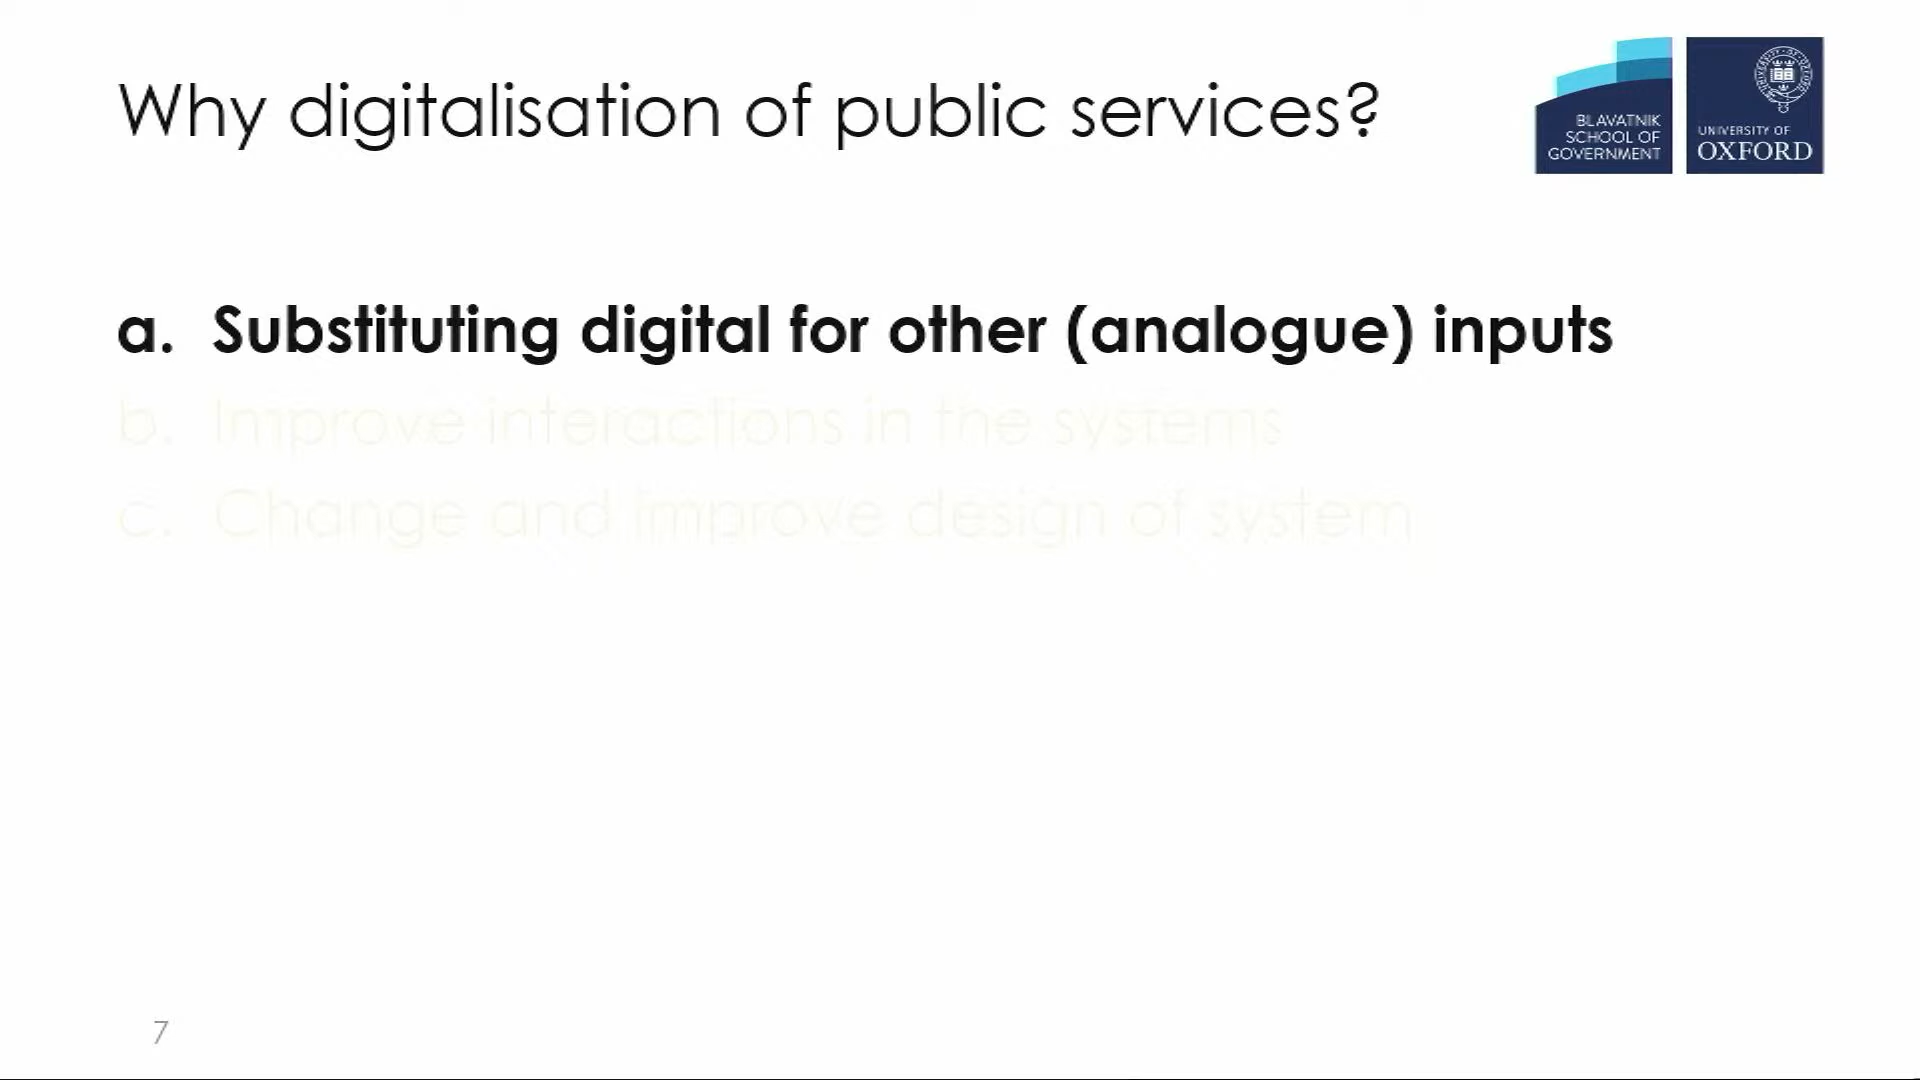 Why digitalisation of public services?
BLAVATNIK
SCHOOL OF
GOVERNMENT
UNIVERSITY OF
OXFORD
a. Substituting digital for other (analogue) inputs
b. Improve interactions in the systems
c. Change and improve design of system
7